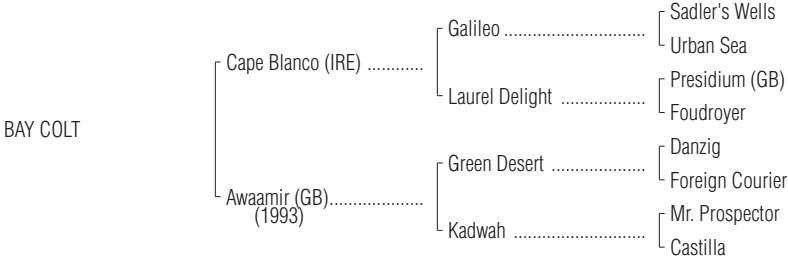 Sadler's Wells
Galileo ..............................
Urban Sea
Cape Blanco (IRE) ............
Presidium (GB)
Laurel Delight ..................
Foudroyer
BAY COLT
Danzig
Green Desert ....................
Foreign Courier
Awaamir (GB)....................
(1993)
Mr. Prospector
Kadwah ............................
Castilla